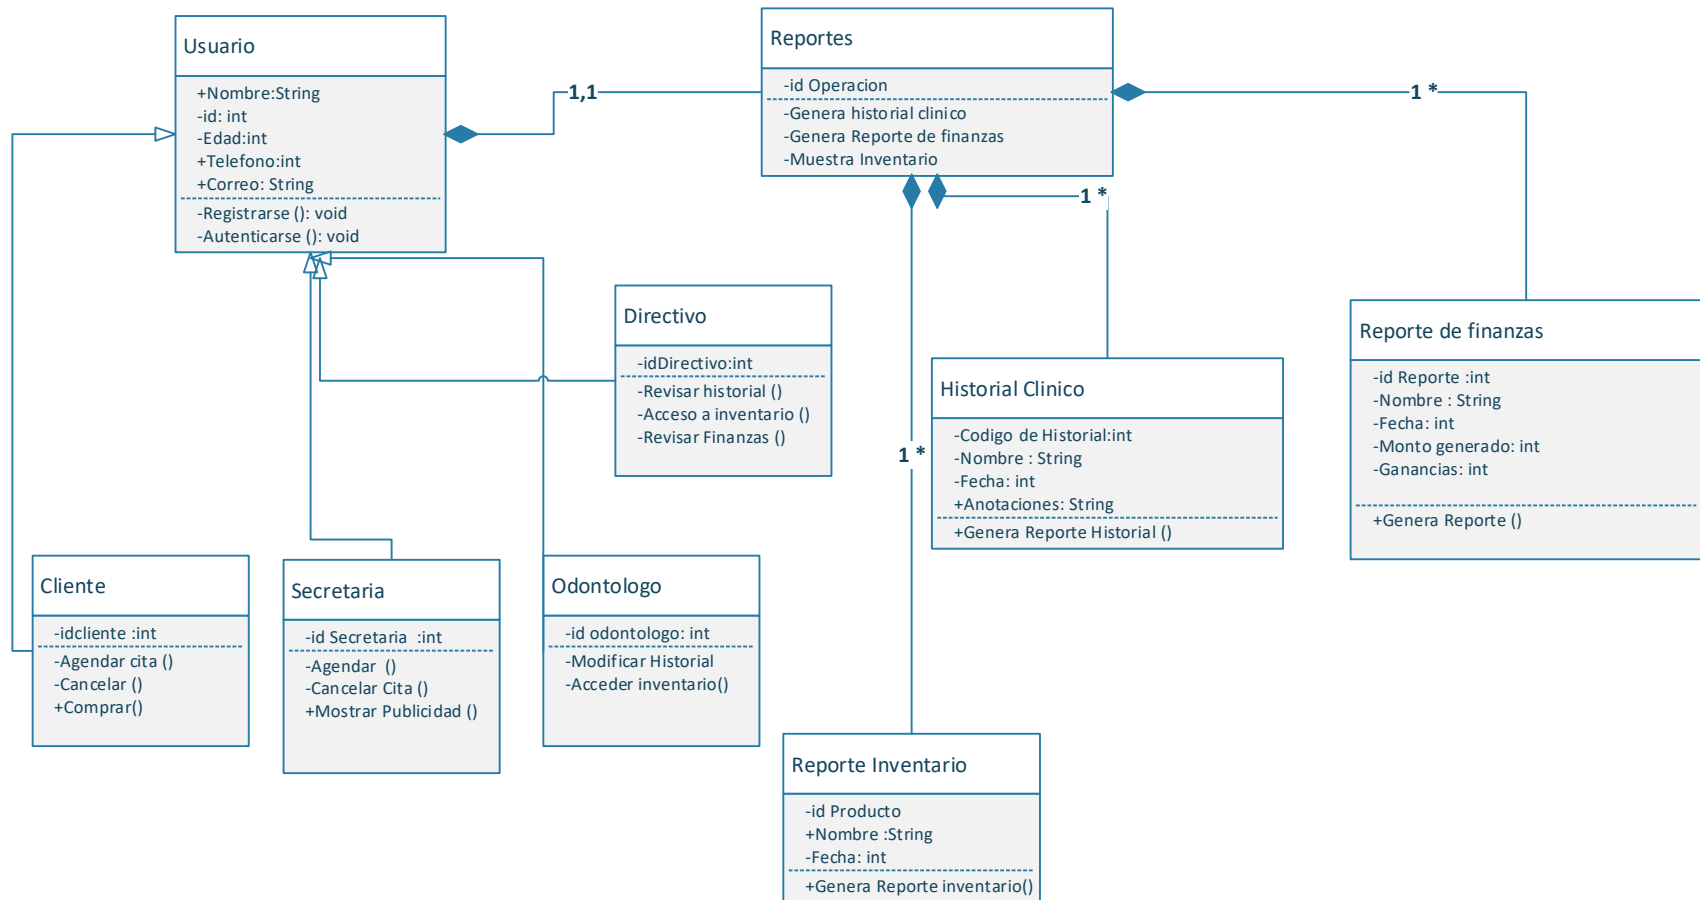 Usuario
+Nombre:String
-id: int
-Edad:int
+Telefono:int
+Correo: String
-Registrarse (): void
-Autenticarse (): void
1,1
Reportes
-id Operacion
-Genera historial clinico
-Genera Reporte de finanzas
-Muestra Inventario
1 *
1 *
1 *
Directivo
-idDirectivo:int
-Revisar historial ()
-Acceso a inventario ()
-Revisar Finanzas ()
Historial Clinico
-Codigo de Historial:int
-Nombre : String
-Fecha: int
+Anotaciones: String
+Genera Reporte Historial ()
Reporte de finanzas
-id Reporte :int
-Nombre : String
-Fecha: int
-Monto generado: int
-Ganancias: int
+Genera Reporte ()
Cliente
-idcliente :int
-Agendar cita ()
-Cancelar ()
+Comprar()
Secretaria
-id Secretaria :int
-Agendar ()
-Cancelar Cita ()
+Mostrar Publicidad ()
Odontologo
-id odontologo: int
-Modificar Historial
-Acceder inventario()
Reporte Inventario
-id Producto
+Nombre :String
-Fecha: int
+Genera Reporte inventario()